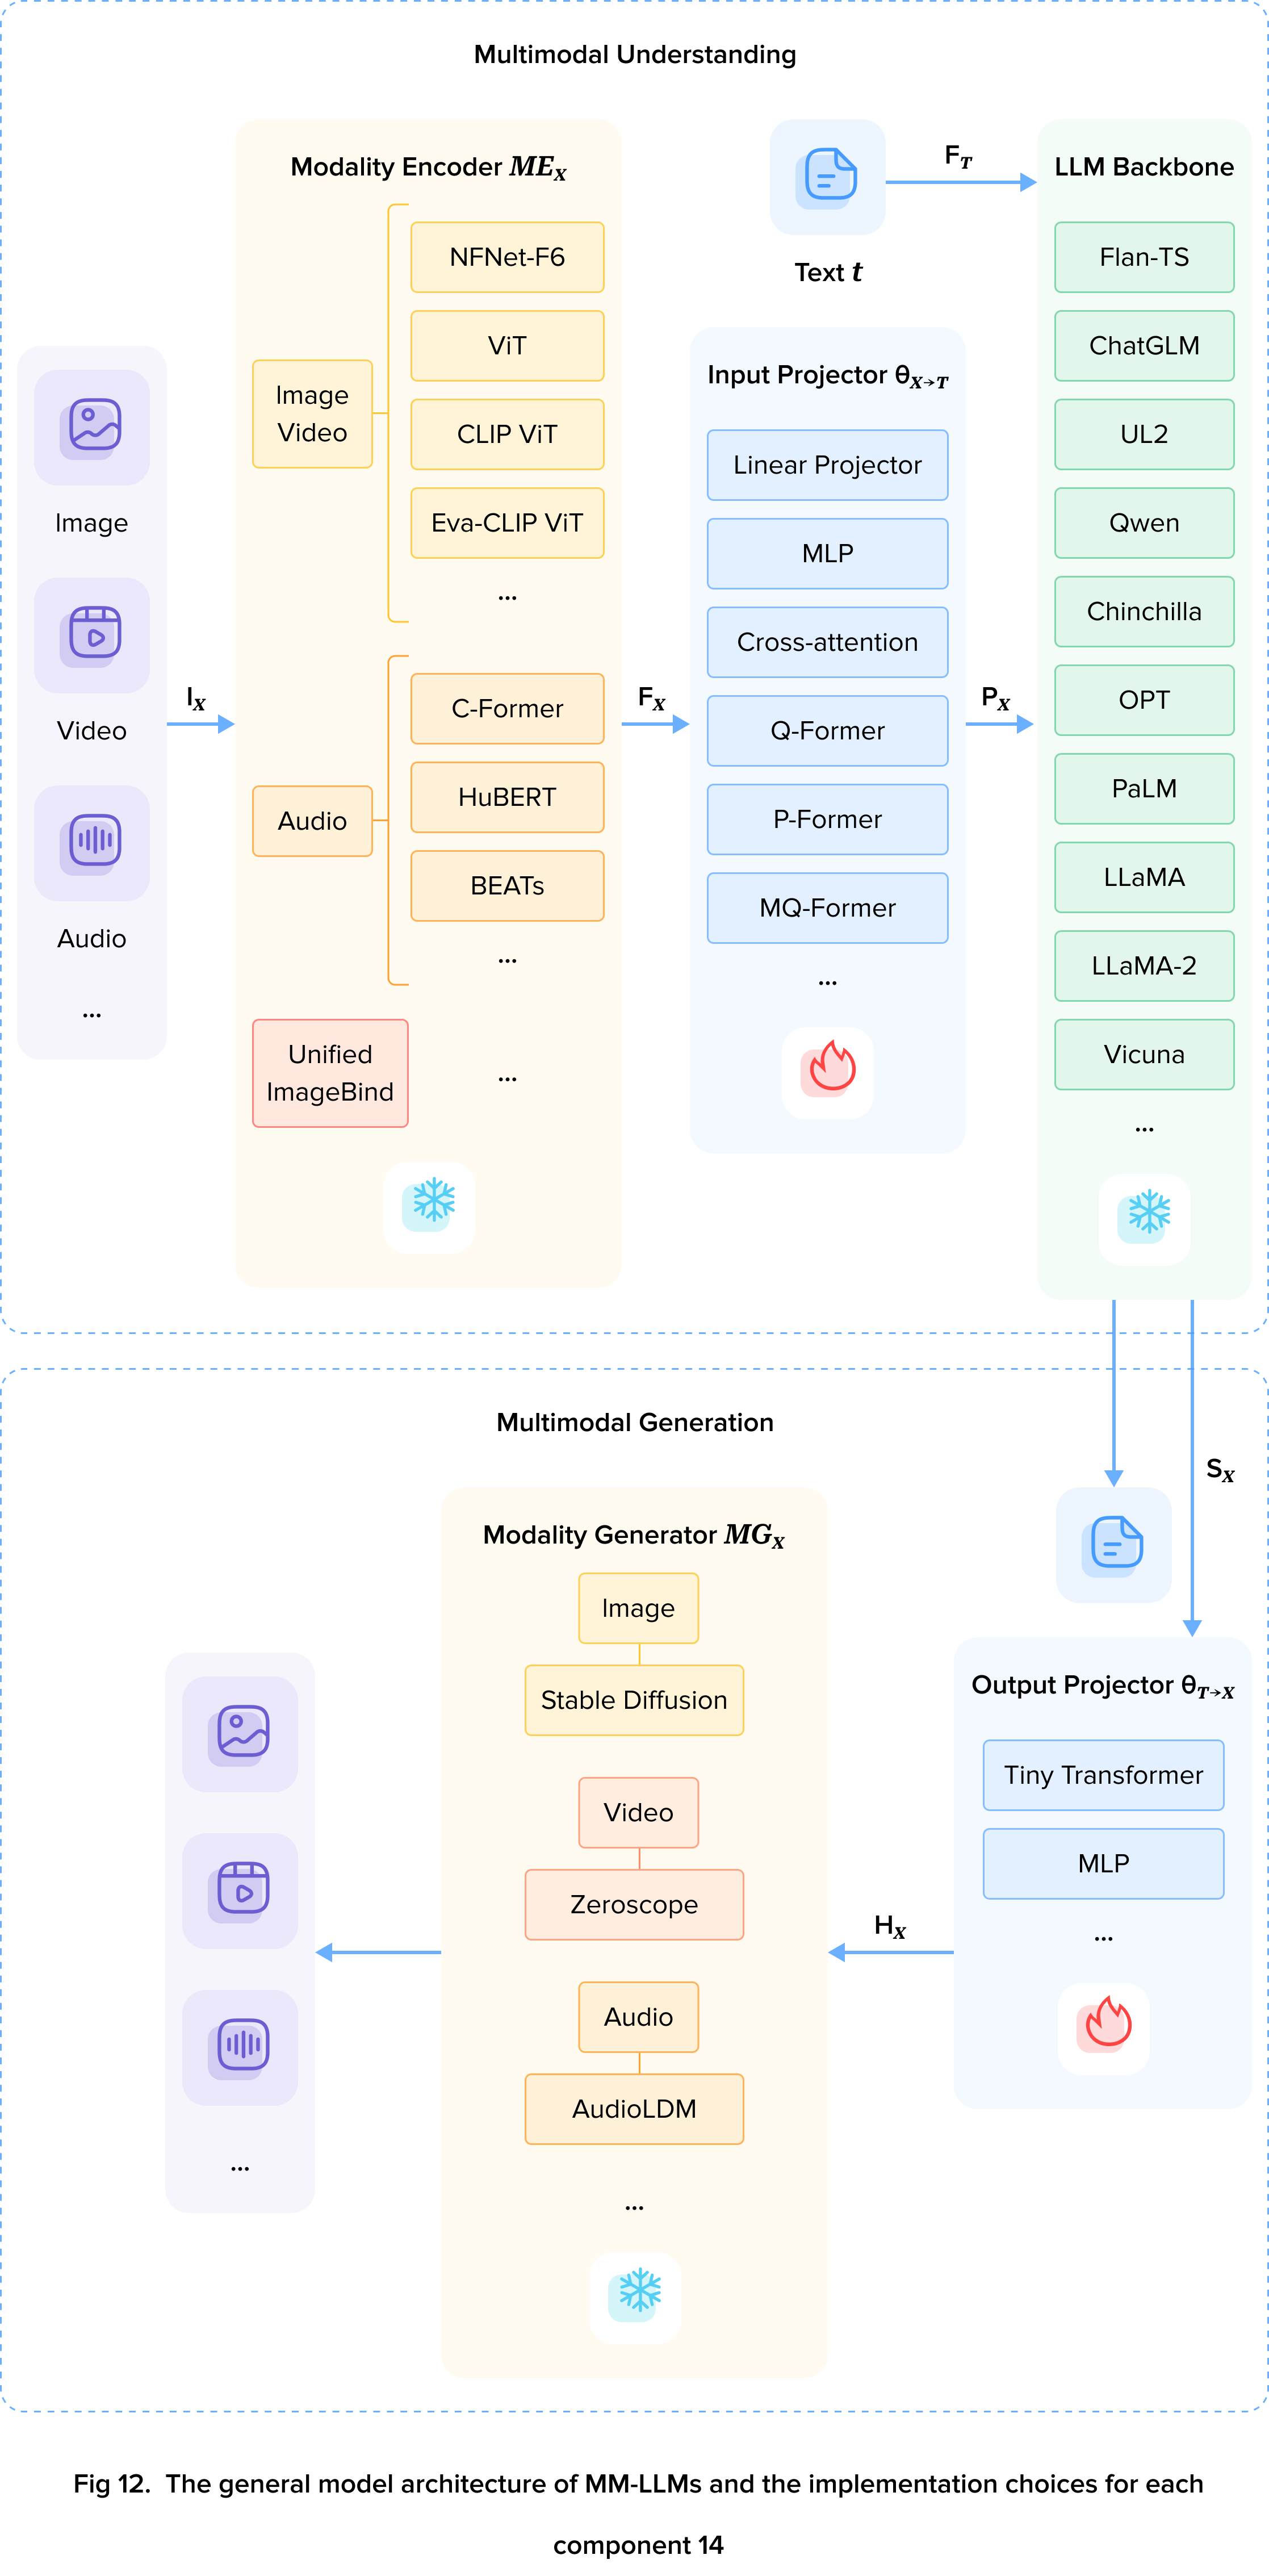 Multimodal Understanding
Image
Video
Audio
...
I_X
Modality Encoder ME_X
Image
Video
NFNet-F6
ViT
CLIP ViT
Eva-CLIP ViT
...
Audio
C-Former
HuBERT
BEATs
...
Unified
ImageBind
...
F_X
Text t
F_T
Input Projector θ_X→T
Linear Projector
MLP
Cross-attention
Q-Former
P-Former
MQ-Former
...
P_X
LLM Backbone
Flan-TS
ChatGLM
UL2
Qwen
Chinchilla
OPT
PaLM
LLaMA
LLaMA-2
Vicuna
...
Multimodal Generation
S_X
Output Projector θ_T→X
Tiny Transformer
MLP
...
H_X
Modality Generator MG_X
Image
Stable Diffusion
Video
Zeroscope
Audio
AudioLDM
...
...
Fig 12. The general model architecture of MM-LLMs and the implementation choices for each
component 14